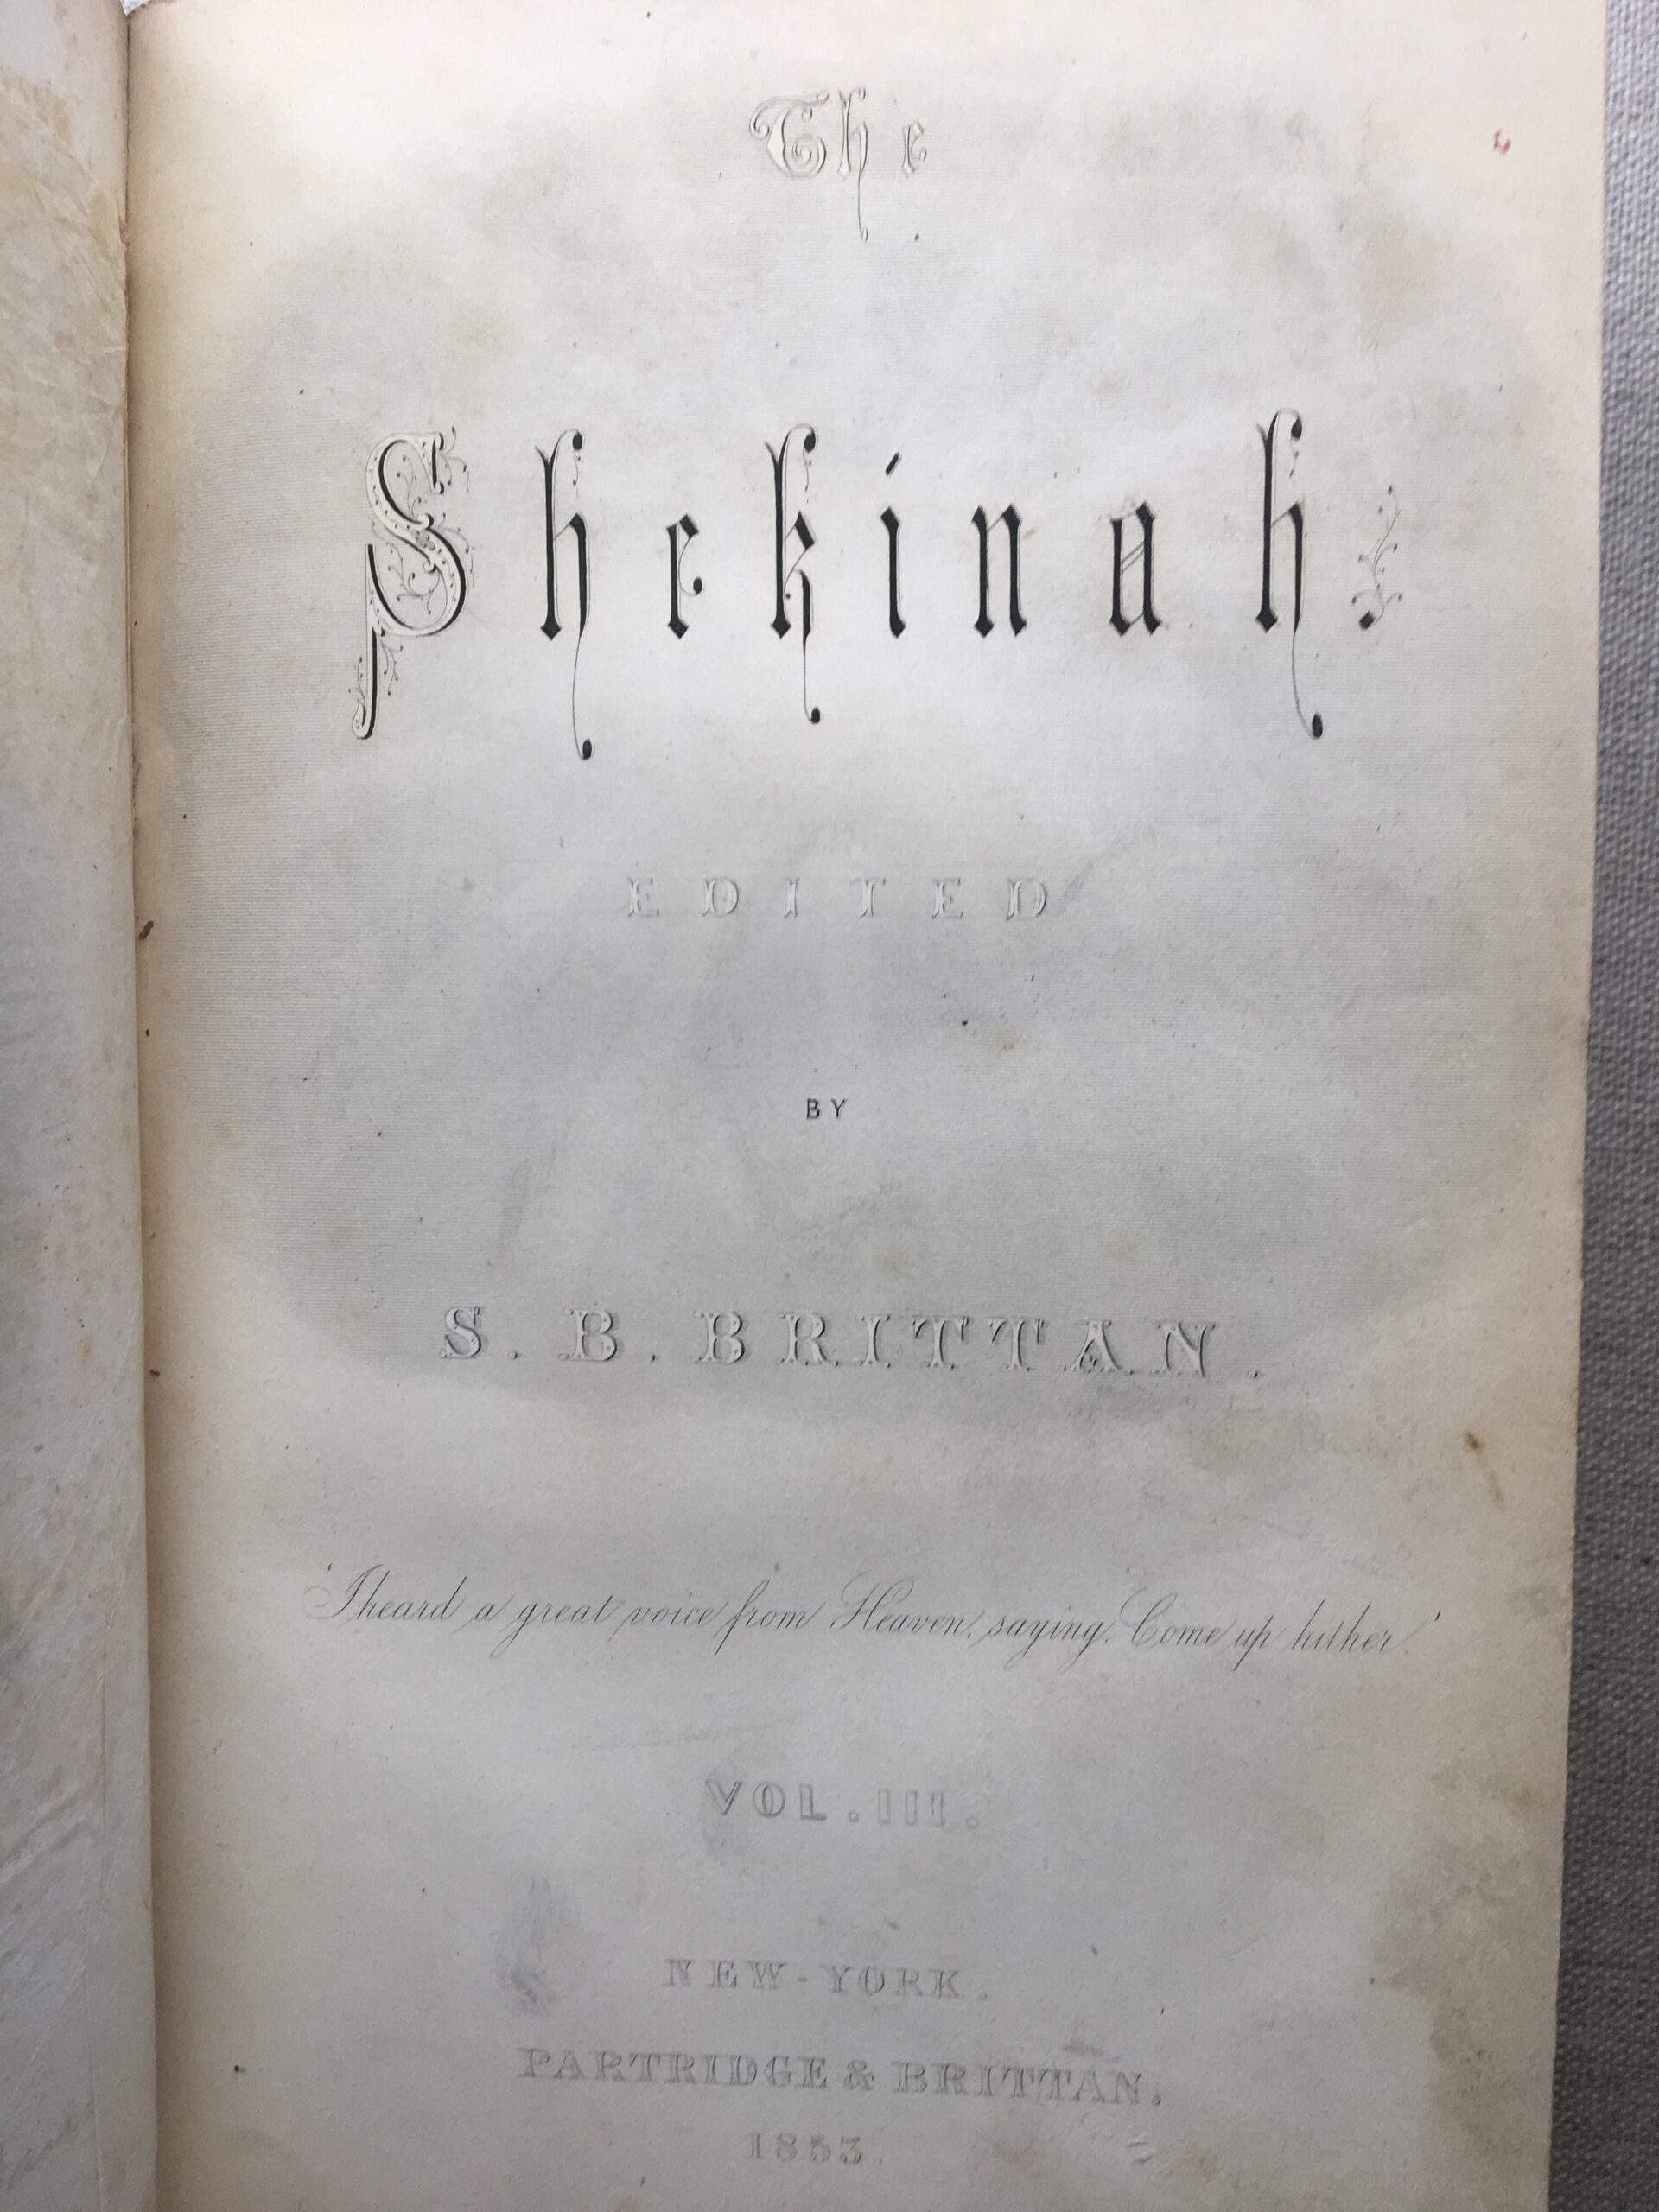 The
Shekinah.
EDITED
BY
S. B. BRITTAN.
'I heard a great voice from Heaven, saying, Come up hither.'
VOL. III.
NEW-YORK.
PARTRIDGE & BRITTAN.
1853.